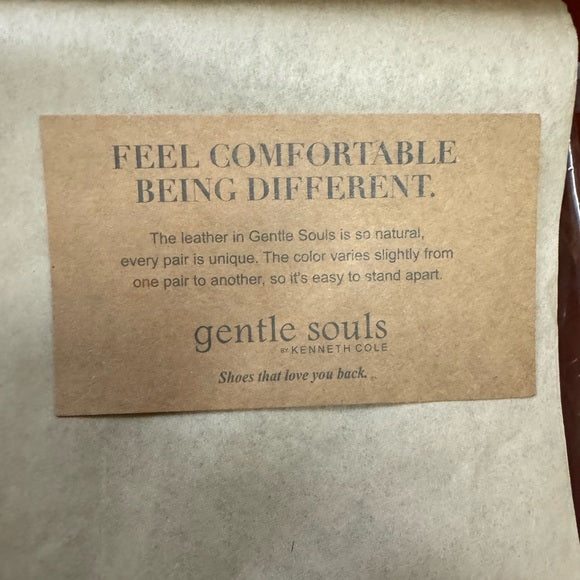 FEEL COMFORTABLE
BEING DIFFERENT.
The leather in Gentle Souls is so natural,
every pair is unique. The color varies slightly from
one pair to another, so it's easy to stand apart.
gentle souls
BY KENNETH COLE
Shoes that love you back.